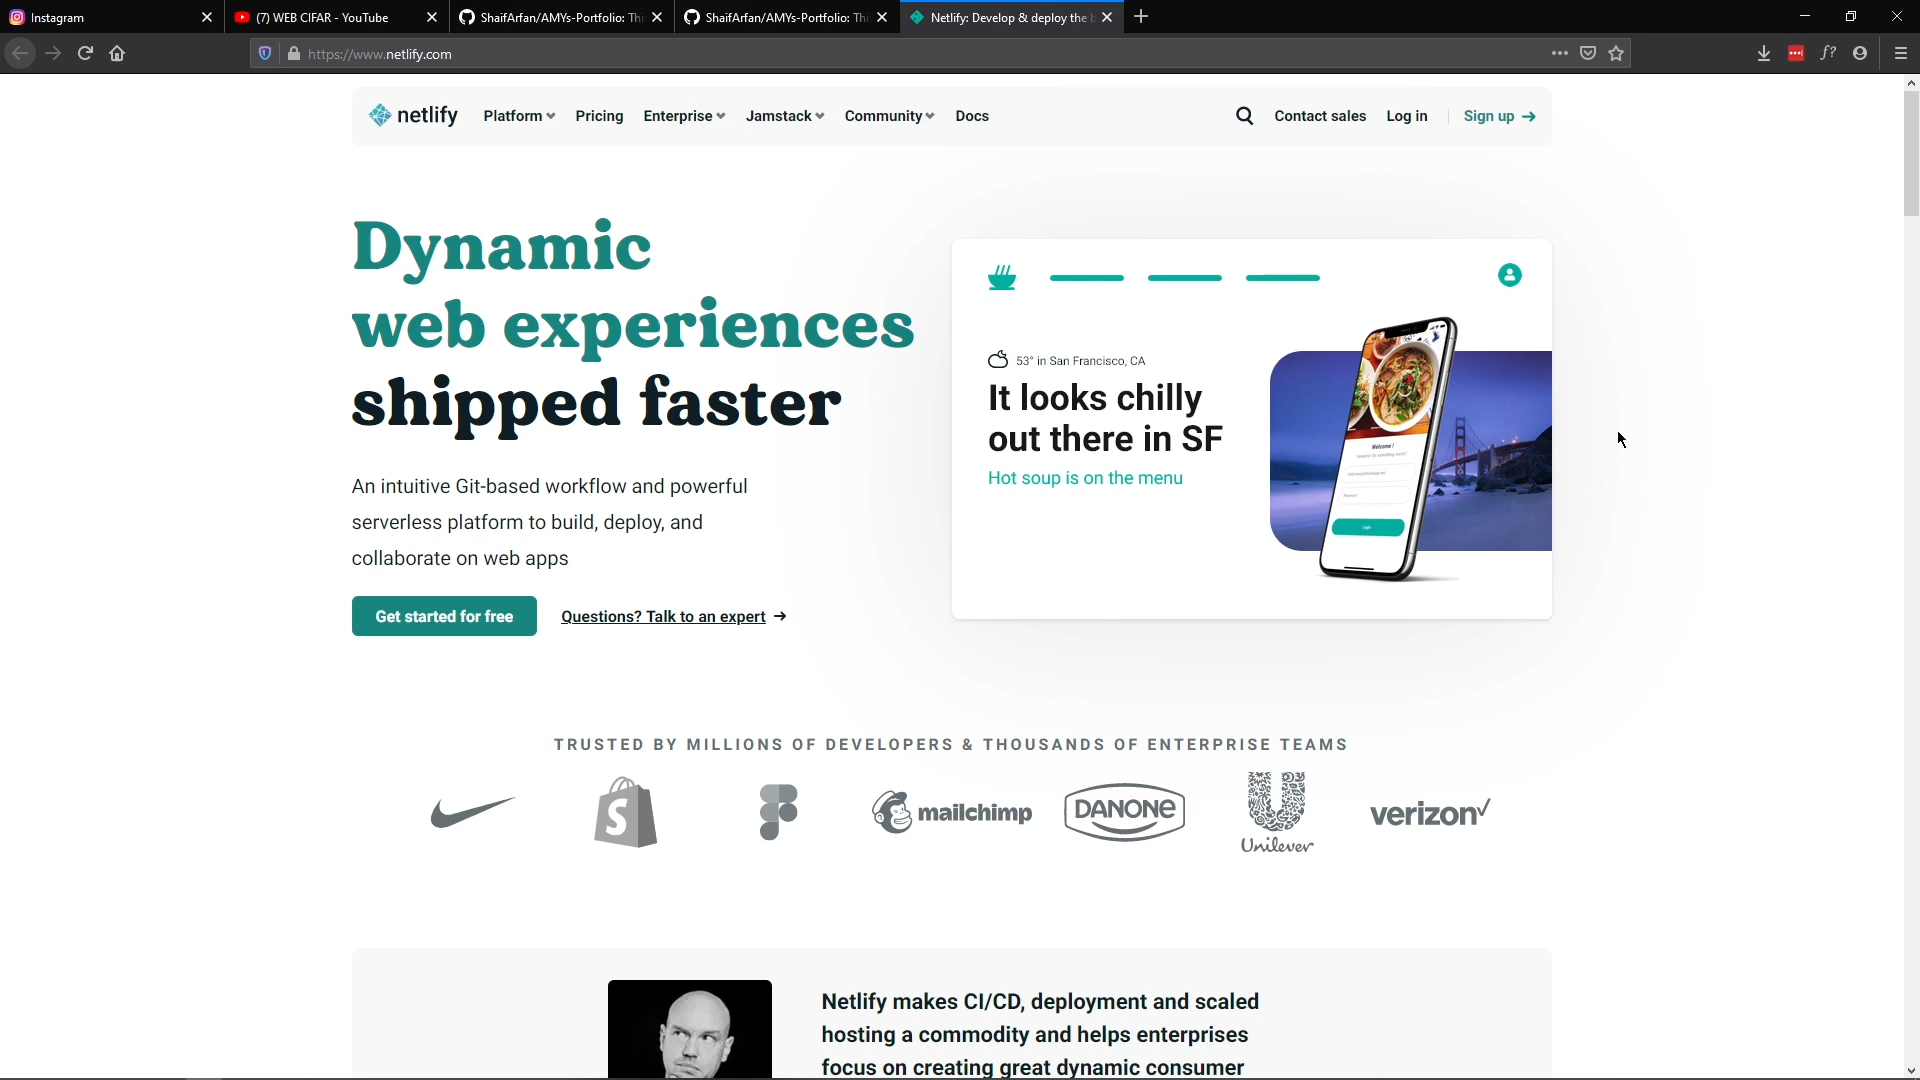 Instagram
(7) WEB CIFAR - YouTube
ShaifArfan/AMYs-Portfolio: Thi
ShaifArfan/AMYs-Portfolio: Thi
Netlify: Develop & deploy the b
https://www.netlify.com
netlify
Platform
Pricing
Enterprise
Jamstack
Community
Docs
Contact sales
Log in
Sign up →
Dynamic
web experiences
shipped faster
An intuitive Git-based workflow and powerful
serverless platform to build, deploy, and
collaborate on web apps
Get started for free
Questions? Talk to an expert →
53° in San Francisco, CA
It looks chilly
out there in SF
Hot soup is on the menu
Welcome !
Login
TRUSTED BY MILLIONS OF DEVELOPERS & THOUSANDS OF ENTERPRISE TEAMS
mailchimp
DANONE
Unilever
verizon✓
Netlify makes CI/CD, deployment and scaled
hosting a commodity and helps enterprises
focus on creating great dynamic consumer